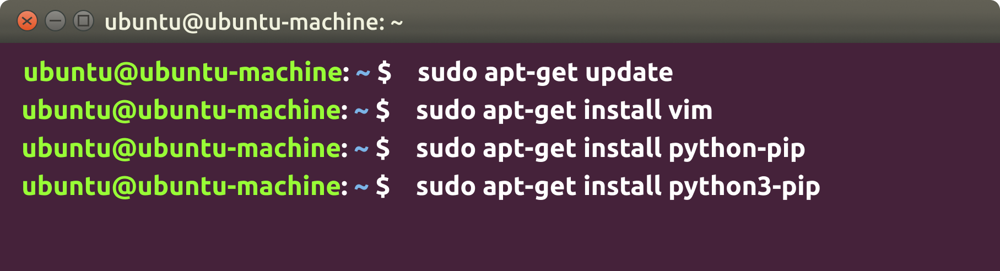 ubuntu@ubuntu-machine: ~
ubuntu@ubuntu-machine: ~ $ sudo apt-get update
ubuntu@ubuntu-machine: ~ $ sudo apt-get install vim
ubuntu@ubuntu-machine: ~ $ sudo apt-get install python-pip
ubuntu@ubuntu-machine: ~ $ sudo apt-get install python3-pip